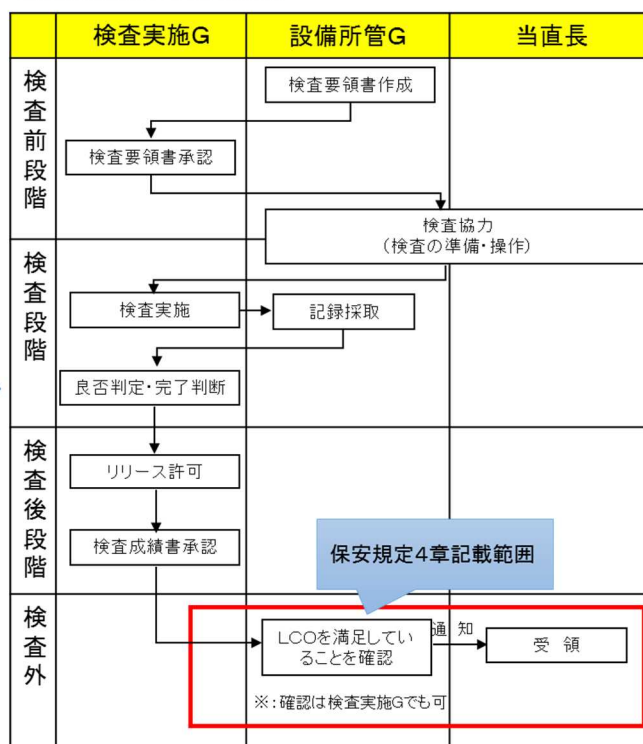 検査実施G 設備所管G 当直長
検査前段階
検査要領書作成
検査要領書承認
検査協力
(検査の準備・操作)
検査段階
検査実施
記録採取
良否判定・完了判断
検査後段階
リリース許可
検査成績書承認
保安規定4章記載範囲
検査外
LCOを満足してい
ることを確認
通知
受領
※:確認は検査実施Gでも可